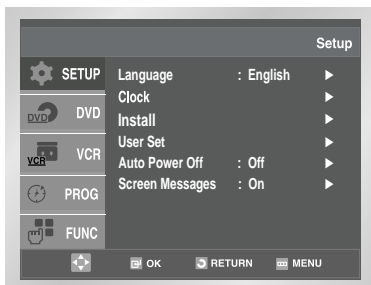 Setup
SETUP
Language : English ►
Clock ►
DVD DVD
Install ►
User Set ►
VCR VCR
Auto Power Off : Off ►
Screen Messages : On ►
PROG
FUNC
OK RETURN MENU